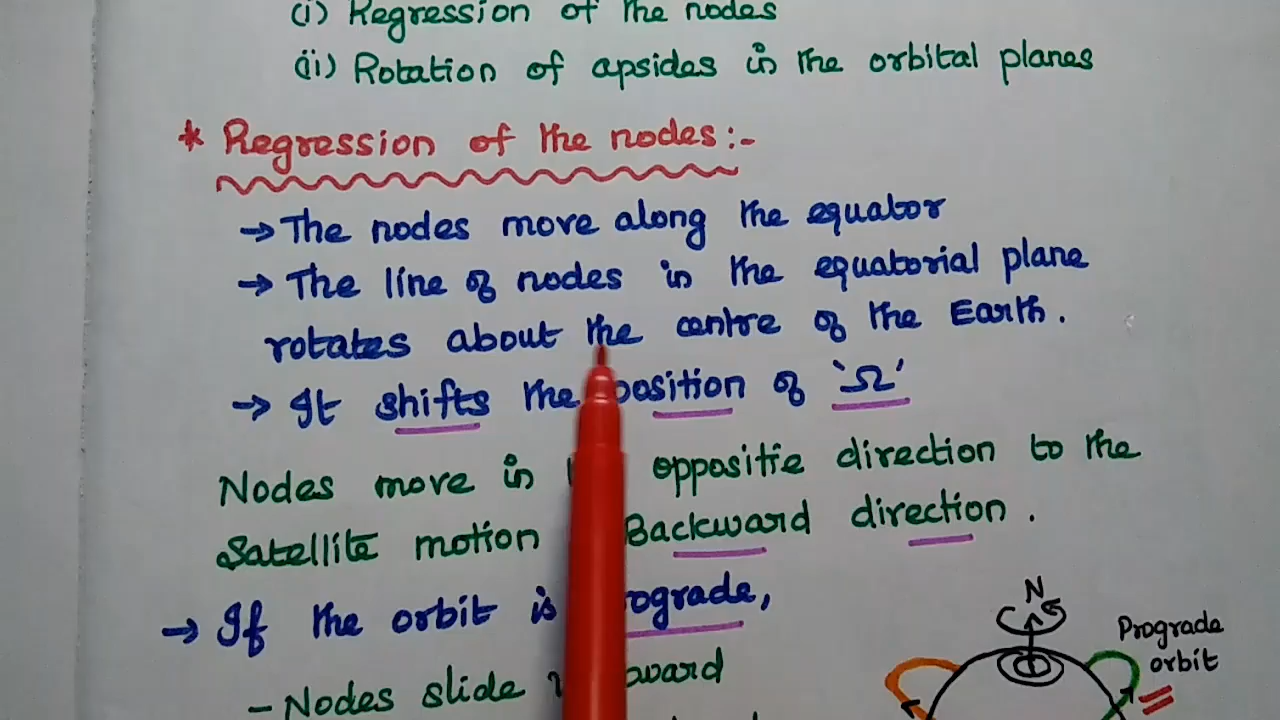 (i) Regression of the nodes
(ii) Rotation of apsides in the orbital planes
* Regression of the nodes:-
→ The nodes move along the equator
→ The line of nodes in the equatorial plane
rotates about the centre of the Earth.
→ It shifts the position of 'Ω'
Nodes move in opposite direction to the
Satellite motion Backward direction.
→ If the orbit is prograde,
- Nodes slide
N
Prograde
orbit